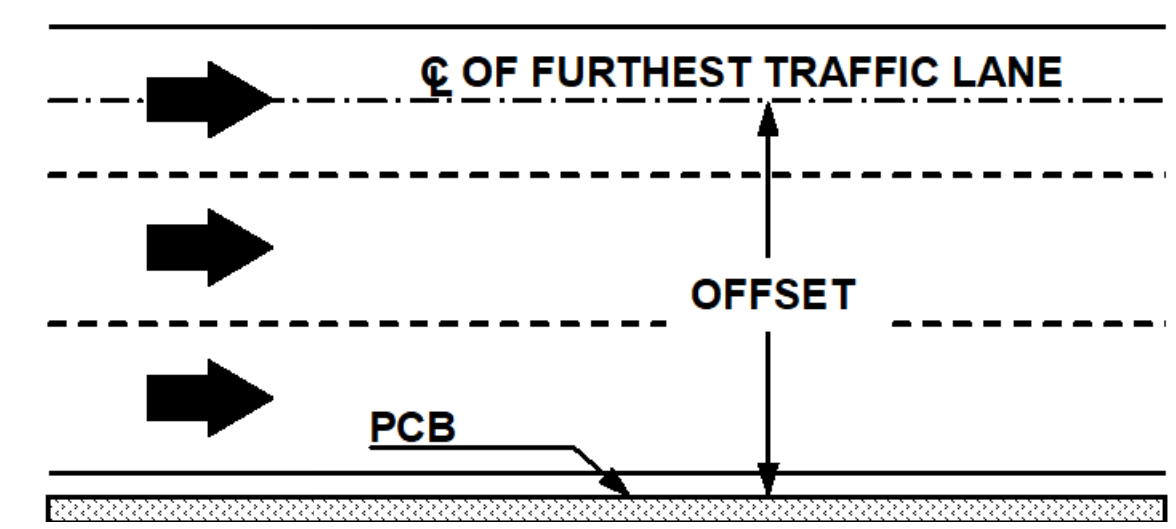 ℄ OF FURTHEST TRAFFIC LANE
OFFSET
PCB